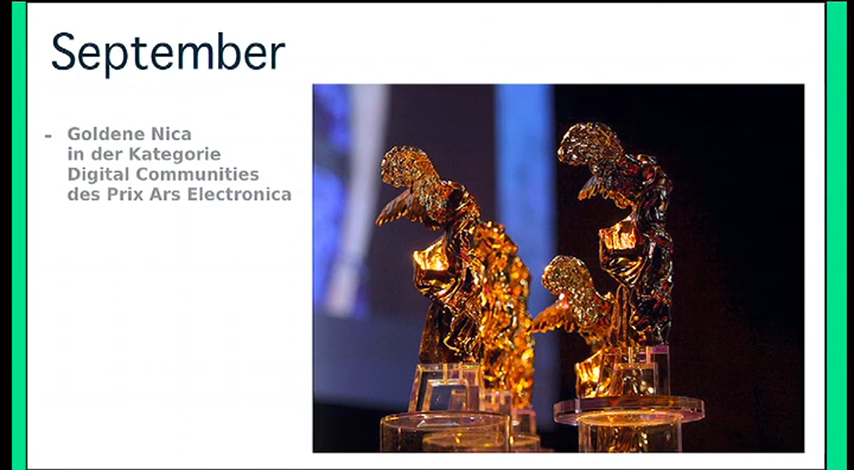 September
- Goldene Nica
in der Kategorie
Digital Communities
des Prix Ars Electronica